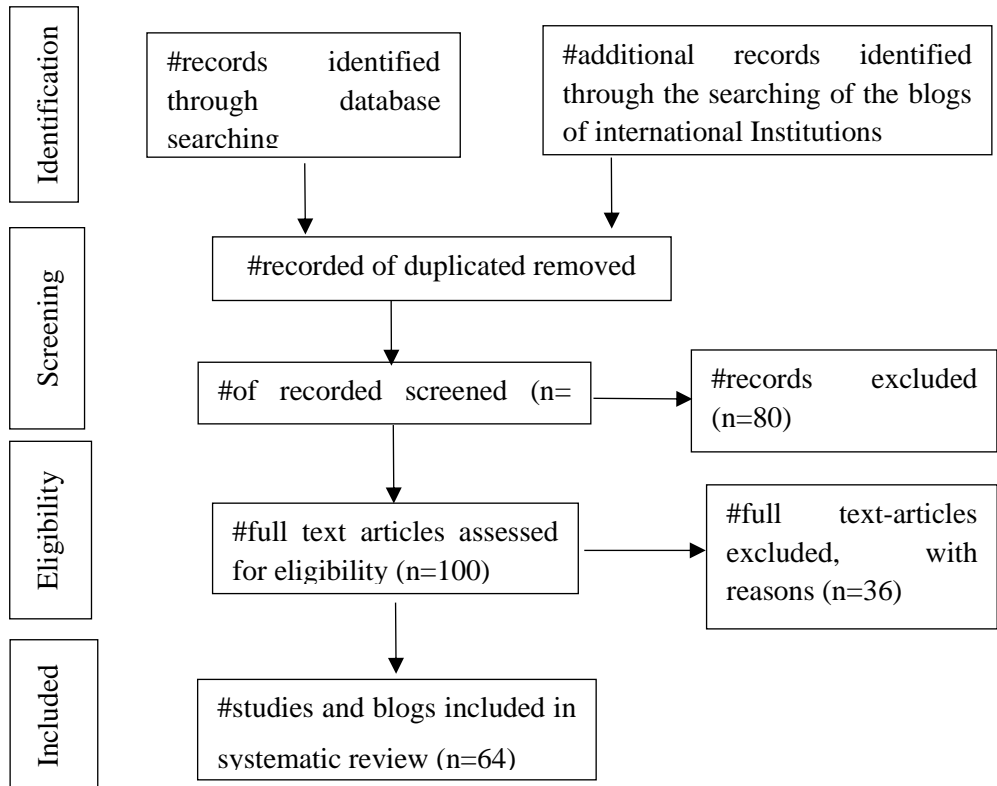 Identification
#records identified
through database
searching
#additional records identified
through the searching of the blogs
of international Institutions
Screening
#recorded of duplicated removed
#of recorded screened (n=
#records excluded
(n=80)
Eligibility
#full text articles assessed
for eligibility (n=100)
#full text-articles
excluded, with
reasons (n=36)
Included
#studies and blogs included in
systematic review (n=64)